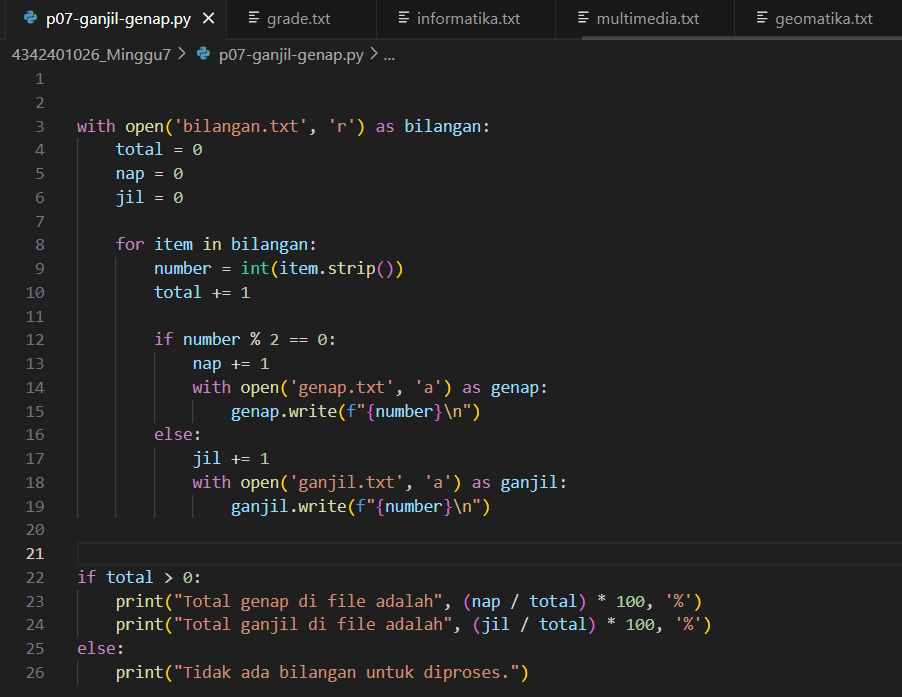 p07-ganjil-genap.py × grade.txt informatika.txt multimedia.txt geomatika.txt
4342401026_Minggu7 > p07-ganjil-genap.py > ...
1
2
3 with open('bilangan.txt', 'r') as bilangan:
4     total = 0
5     nap = 0
6     jil = 0
7
8     for item in bilangan:
9         number = int(item.strip())
10         total += 1
11
12         if number % 2 == 0:
13             nap += 1
14             with open('genap.txt', 'a') as genap:
15                 genap.write(f"{number}\n")
16         else:
17             jil += 1
18             with open('ganjil.txt', 'a') as ganjil:
19                 ganjil.write(f"{number}\n")
20
21
22 if total > 0:
23     print("Total genap di file adalah", (nap / total) * 100, '%')
24     print("Total ganjil di file adalah", (jil / total) * 100, '%')
25 else:
26     print("Tidak ada bilangan untuk diproses.")